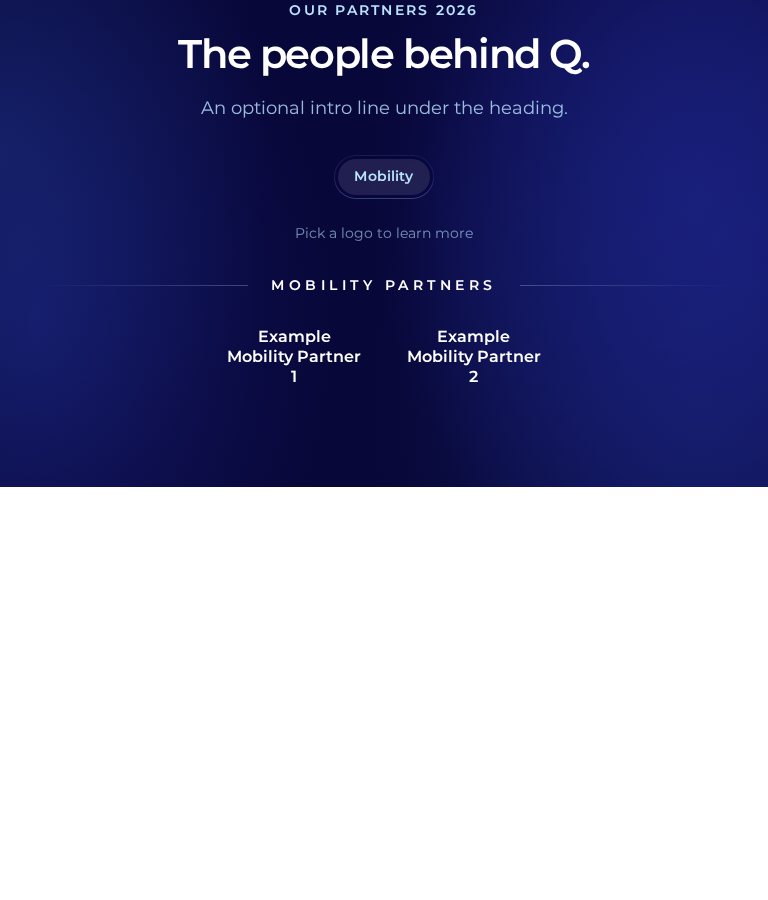 OUR PARTNERS 2026
The people behind Q.
An optional intro line under the heading.
Mobility
Pick a logo to learn more
MOBILITY PARTNERS
Example
Mobility Partner
1
Example
Mobility Partner
2